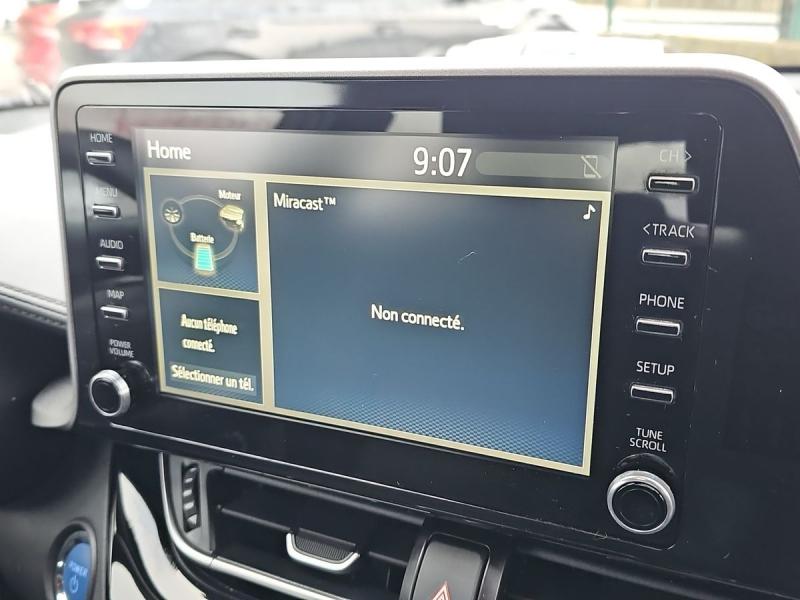 HOME
MENU
AUDIO
MAP
POWER
VOLUME
Home
9:07
Moteur
Batterie
Aucun téléphone
connecté.
Sélectionner un tél.
Miracast™
Non connecté.
CH >
< TRACK
PHONE
SETUP
TUNE
SCROLL
POWER